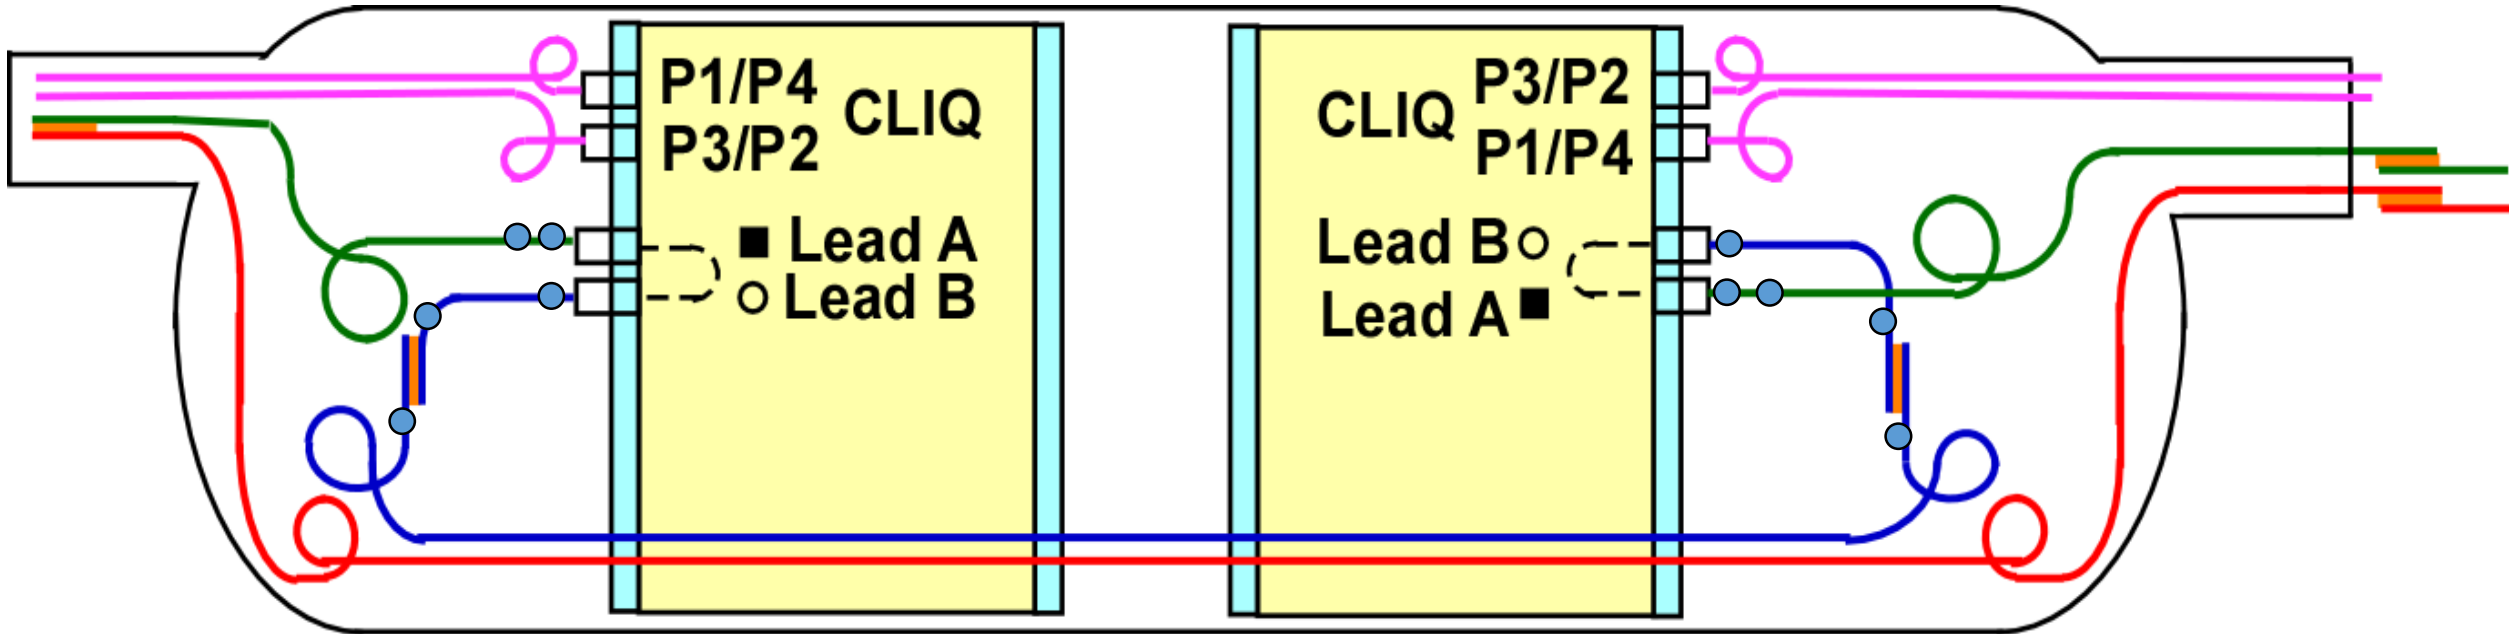 P1/P4
CLIQ
P3/P2
■ Lead A
○ Lead B
P3/P2
CLIQ
P1/P4
Lead B ○
Lead A ■